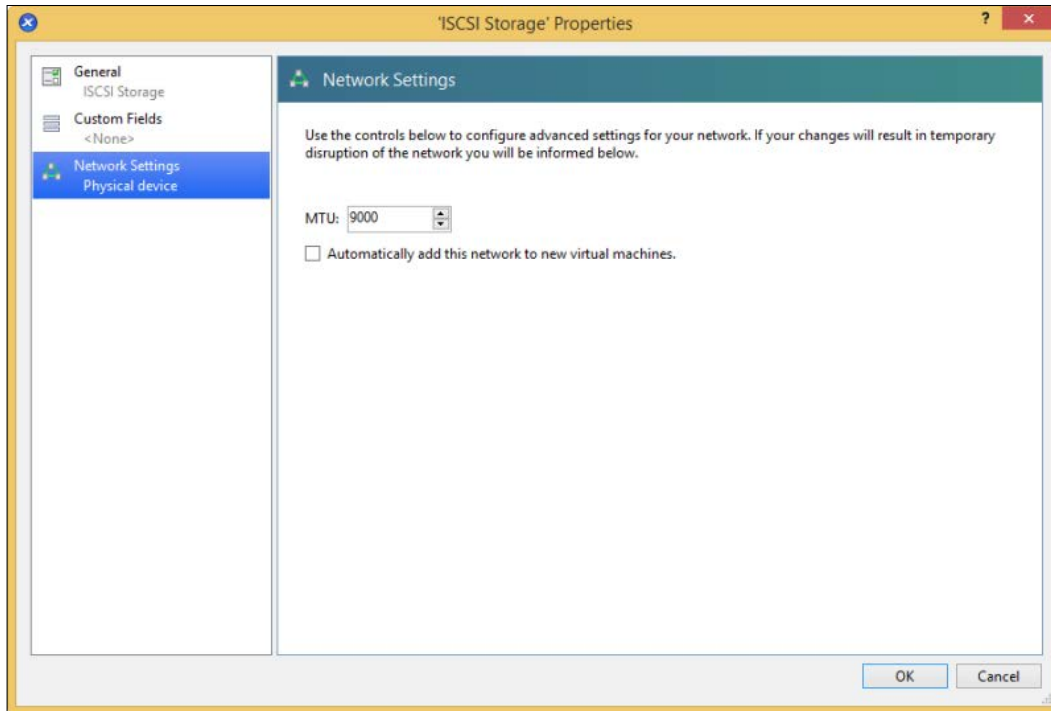 'ISCSI Storage' Properties
?
General
ISCSI Storage
Custom Fields
<None>
Network Settings
Physical device
Network Settings
Use the controls below to configure advanced settings for your network. If your changes will result in temporary
disruption of the network you will be informed below.
MTU: 9000
Automatically add this network to new virtual machines.
OK
Cancel